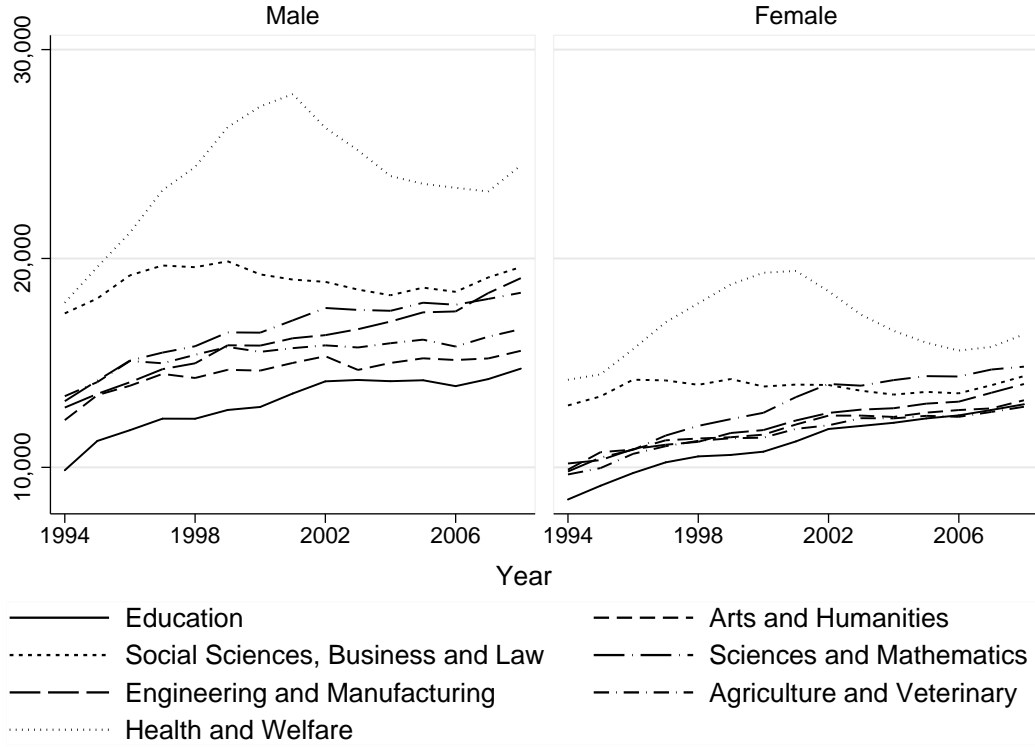 Male
Female
30,000
20,000
10,000
1994 1998 2002 2006
1994 1998 2002 2006
Year
Education
Arts and Humanities
Social Sciences, Business and Law
Sciences and Mathematics
Engineering and Manufacturing
Agriculture and Veterinary
Health and Welfare